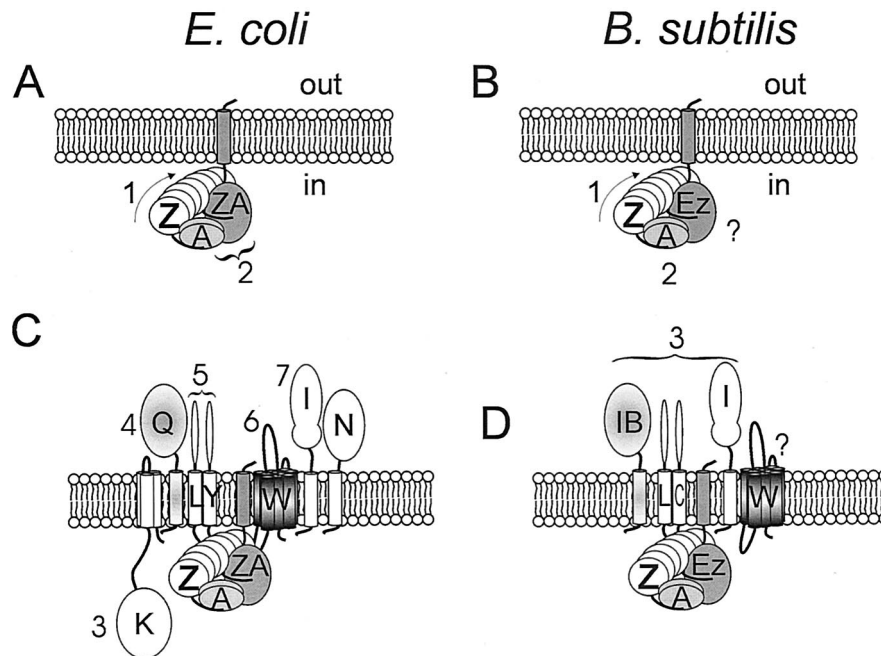 E. coli
B. subtilis
A
out
in
1
Z
ZA
A
2
B
out
in
1
Z
Ez
A
?
2
C
4
Q
5
6
7
I
N
L
Y
W
Z
ZA
A
3
K
3
D
IB
I
?
L
C
W
Z
Ez
A